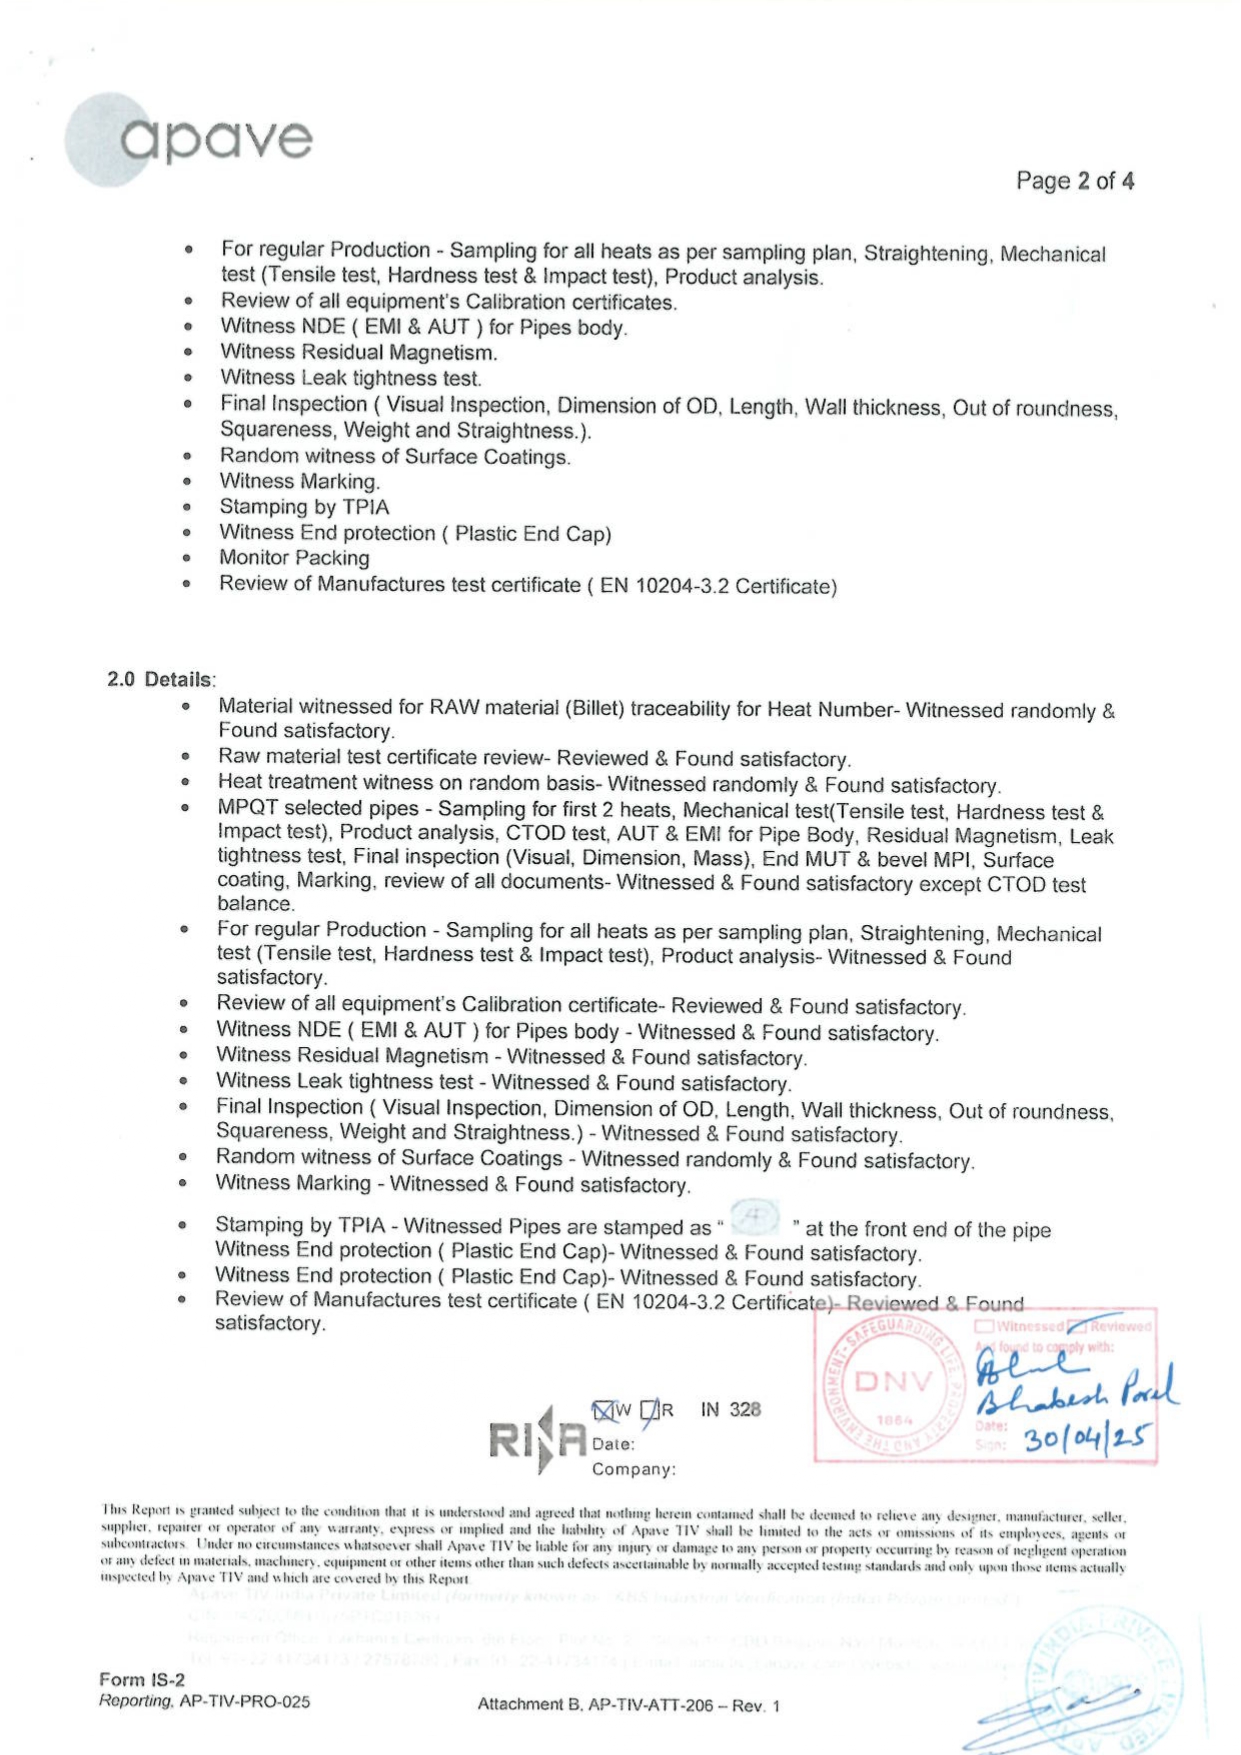 apave
Page 2 of 4
• For regular Production - Sampling for all heats as per sampling plan, Straightening, Mechanical
test (Tensile test, Hardness test & Impact test), Product analysis.
• Review of all equipment's Calibration certificates.
• Witness NDE ( EMI & AUT ) for Pipes body.
• Witness Residual Magnetism.
• Witness Leak tightness test.
• Final Inspection ( Visual Inspection, Dimension of OD, Length, Wall thickness, Out of roundness,
Squareness, Weight and Straightness.).
• Random witness of Surface Coatings.
• Witness Marking.
• Stamping by TPIA
• Witness End protection ( Plastic End Cap)
• Monitor Packing
• Review of Manufactures test certificate ( EN 10204-3.2 Certificate)
2.0 Details:
• Material witnessed for RAW material (Billet) traceability for Heat Number- Witnessed randomly &
Found satisfactory.
• Raw material test certificate review- Reviewed & Found satisfactory.
• Heat treatment witness on random basis- Witnessed randomly & Found satisfactory.
• MPQT selected pipes - Sampling for first 2 heats, Mechanical test(Tensile test, Hardness test &
Impact test), Product analysis, CTOD test, AUT & EMI for Pipe Body, Residual Magnetism, Leak
tightness test, Final inspection (Visual, Dimension, Mass), End MUT & bevel MPI, Surface
coating, Marking, review of all documents- Witnessed & Found satisfactory except CTOD test
balance.
• For regular Production - Sampling for all heats as per sampling plan, Straightening, Mechanical
test (Tensile test, Hardness test & Impact test), Product analysis- Witnessed & Found
satisfactory.
• Review of all equipment's Calibration certificate- Reviewed & Found satisfactory.
• Witness NDE ( EMI & AUT ) for Pipes body - Witnessed & Found satisfactory.
• Witness Residual Magnetism - Witnessed & Found satisfactory.
• Witness Leak tightness test - Witnessed & Found satisfactory.
• Final Inspection ( Visual Inspection, Dimension of OD, Length, Wall thickness, Out of roundness,
Squareness, Weight and Straightness.) - Witnessed & Found satisfactory.
• Random witness of Surface Coatings - Witnessed randomly & Found satisfactory.
• Witness Marking - Witnessed & Found satisfactory.
• Stamping by TPIA - Witnessed Pipes are stamped as " " at the front end of the pipe
Witness End protection ( Plastic End Cap)- Witnessed & Found satisfactory.
• Witness End protection ( Plastic End Cap)- Witnessed & Found satisfactory.
• Review of Manufactures test certificate ( EN 10204-3.2 Certificate)- Reviewed & Found
satisfactory.
Witnessed Reviewed
And found to comply with:
SAFEGUARDING LIFE, PROPERTY AND THE ENVIRONMENT
DNV
1864
Bhabesh Porel
Date:
Sign: 30/04/25
RINA
W R IN 328
Date:
Company:
This Report is granted subject to the condition that it is understood and agreed that nothing herein contained shall be deemed to relieve any designer, manufacturer, seller,
supplier, repairer or operator of any warranty, express or implied and the liability of Apave TIV shall be limited to the acts or omissions of its employees, agents or
subcontractors. Under no circumstances whatsoever shall Apave TIV be liable for any injury or damage to any person or property occurring by reason of negligent operation
or any defect in materials, machinery, equipment or other items other than such defects ascertainable by normally accepted testing standards and only upon those items actually
inspected by Apave TIV and which are covered by this Report
Form IS-2
Reporting, AP-TIV-PRO-025
Attachment B, AP-TIV-ATT-206 – Rev. 1